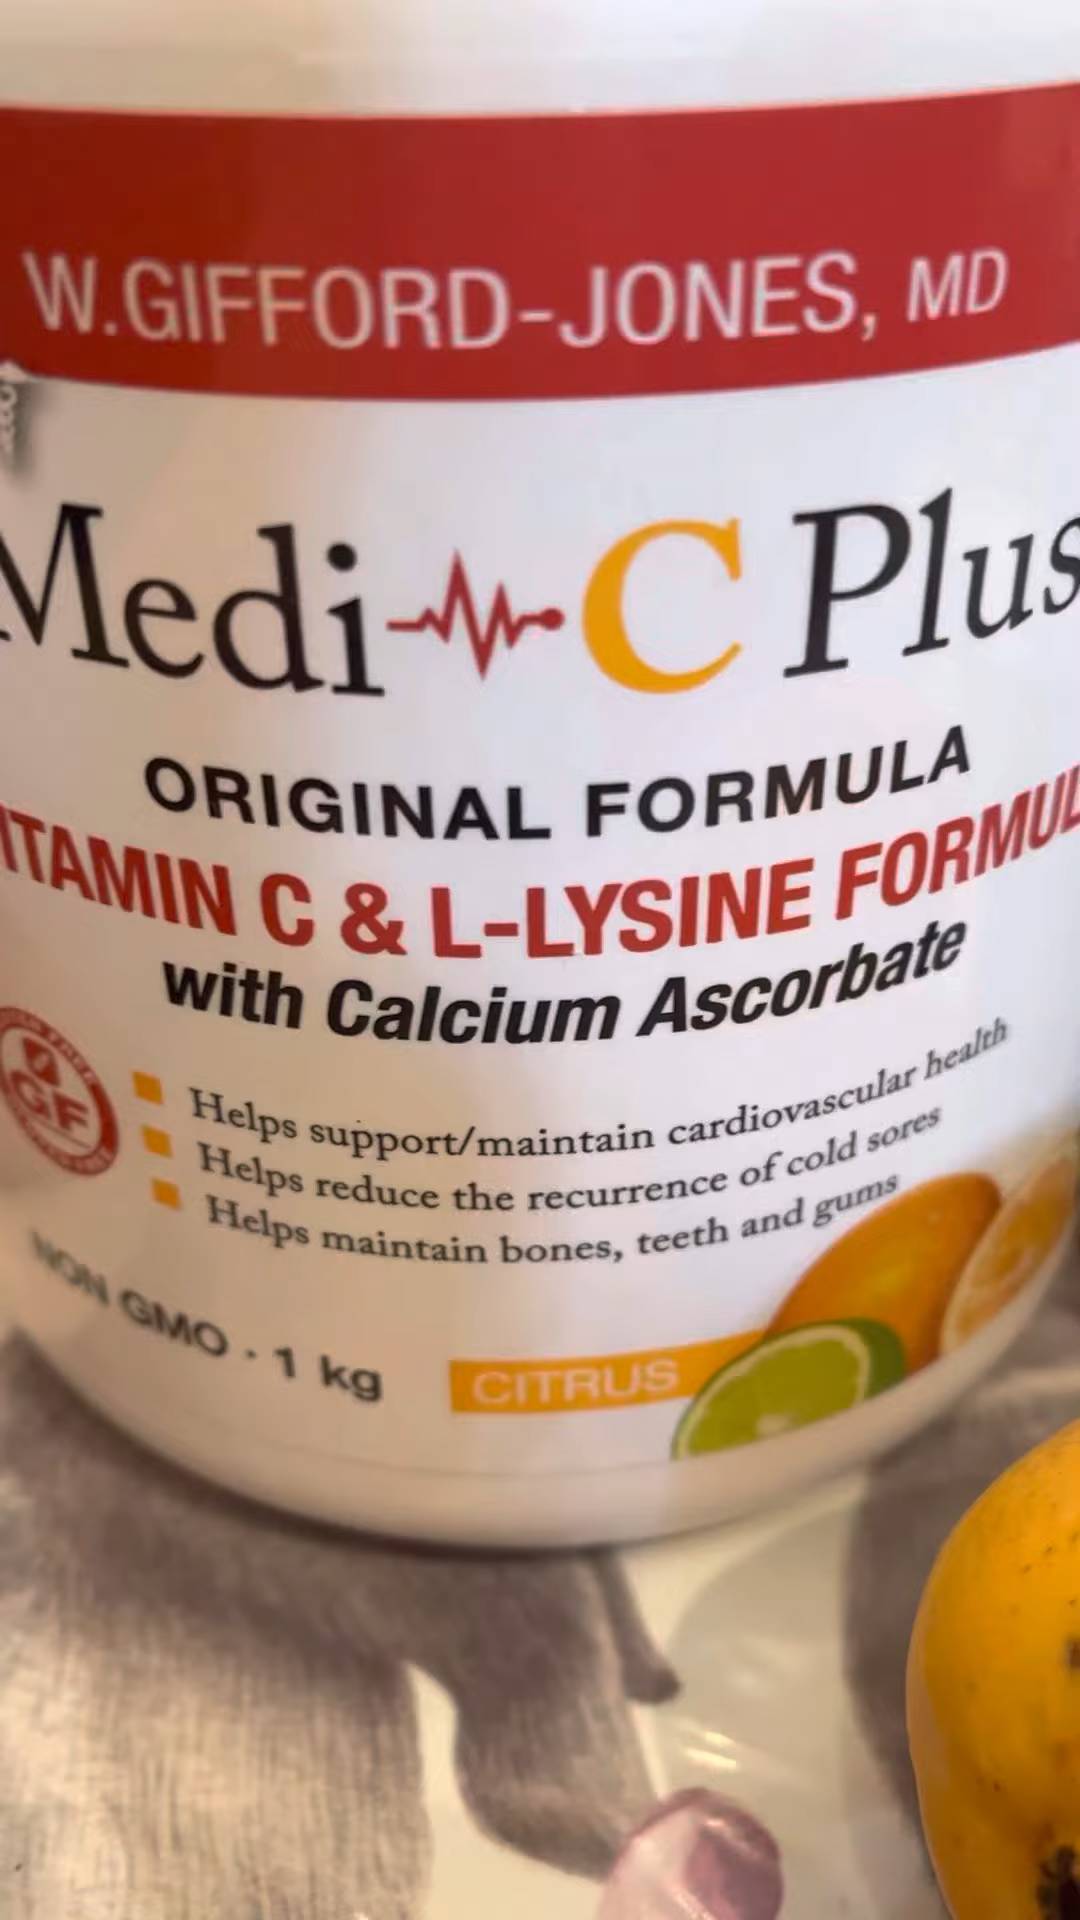 W.GIFFORD-JONES, MD
Medi C Plus
ORIGINAL FORMULA
ITAMIN C & L-LYSINE FORMUL
with Calcium Ascorbate
GF
Helps support/maintain cardiovascular health
Helps reduce the recurrence of cold sores
Helps maintain bones, teeth and gums
NON GMO · 1 kg
CITRUS